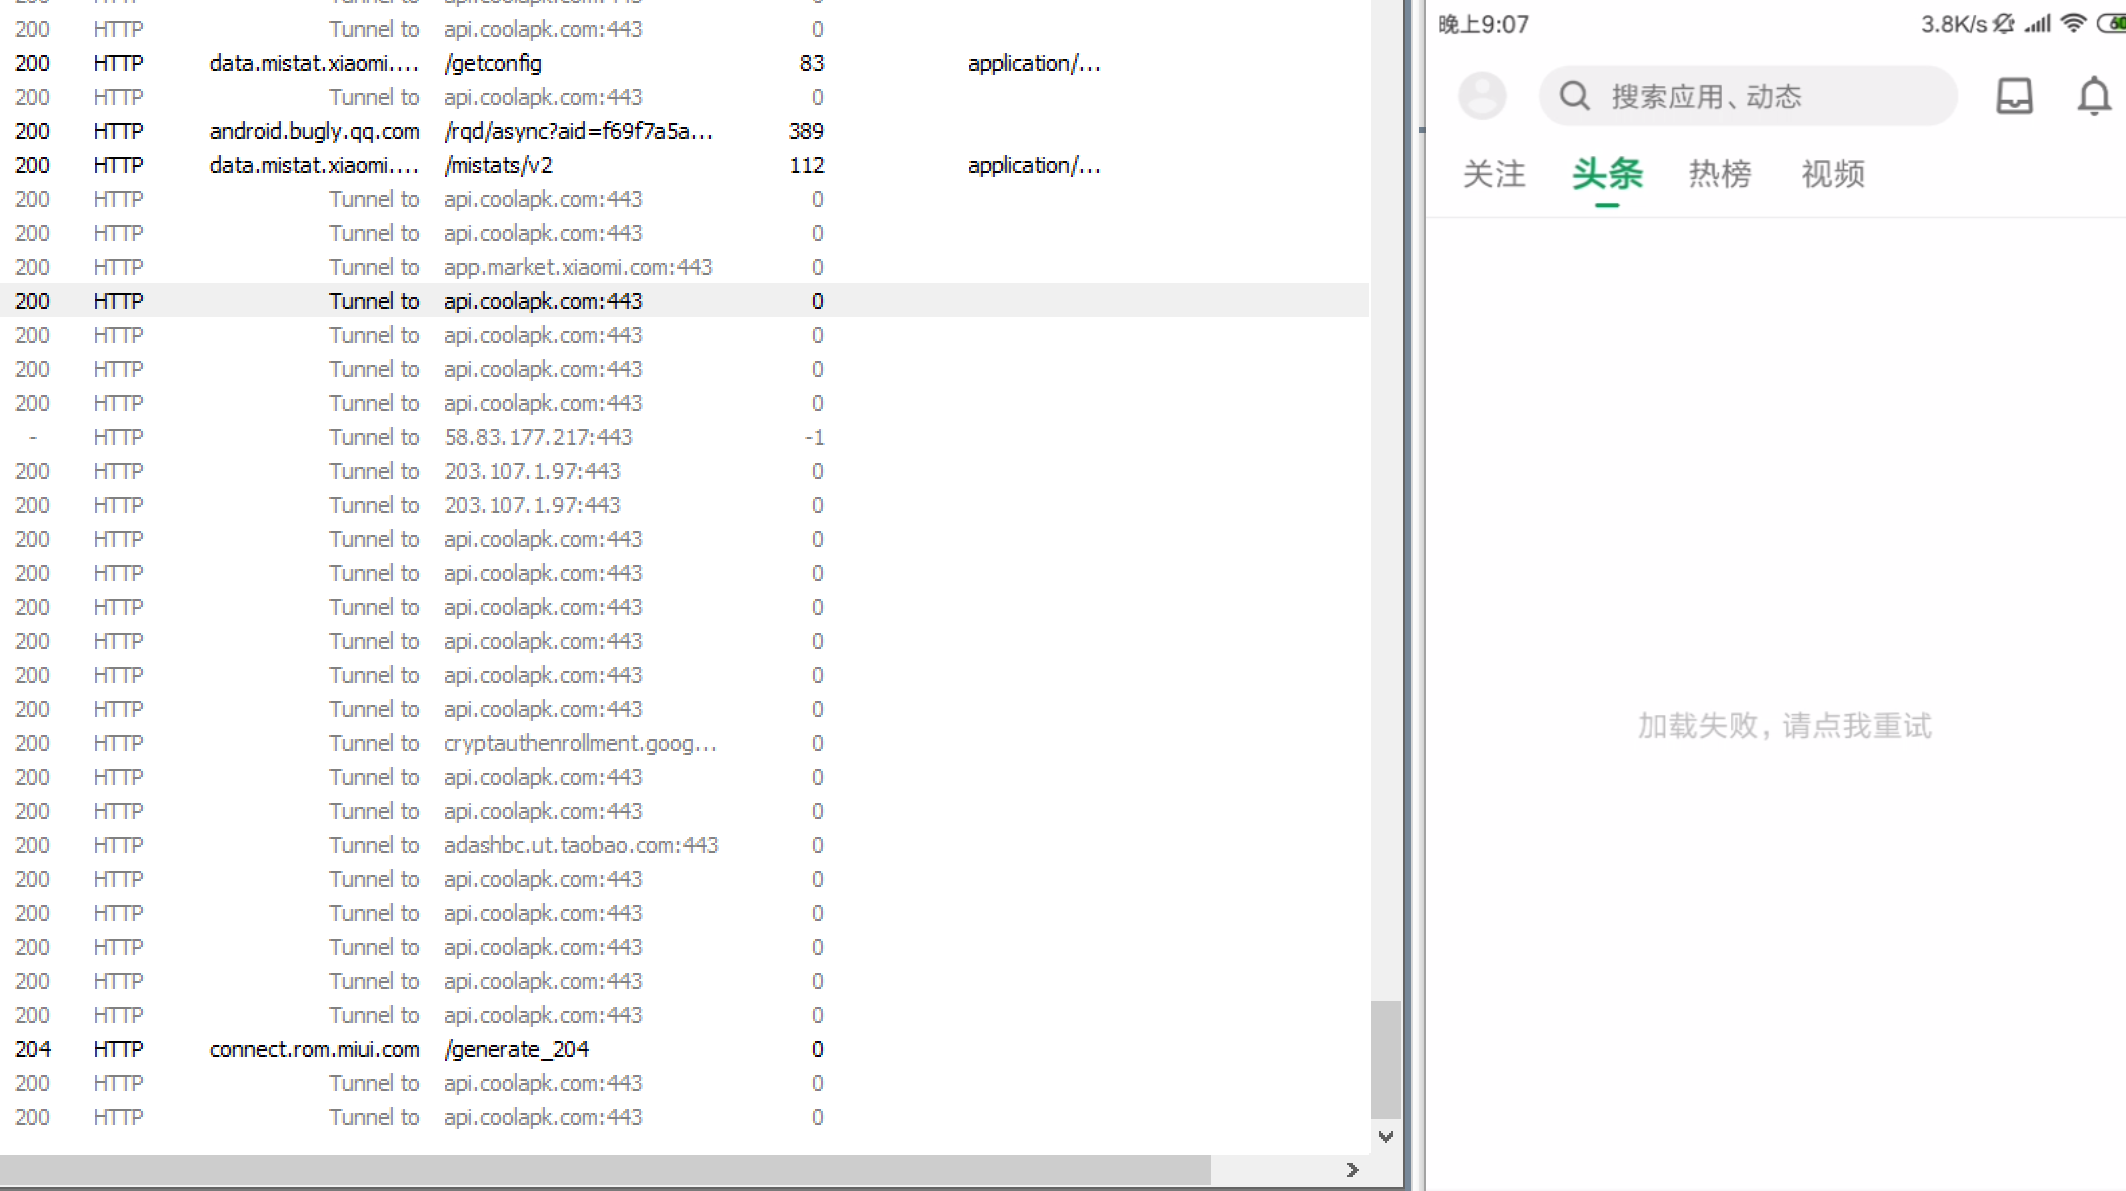 200 HTTP Tunnel to api.coolapk.com:443 0
200 HTTP data.mistat.xiaomi.... /getconfig 83 application/...
200 HTTP Tunnel to api.coolapk.com:443 0
200 HTTP android.bugly.qq.com /rqd/async?aid=f69f7a5a... 389
200 HTTP data.mistat.xiaomi.... /mistats/v2 112 application/...
200 HTTP Tunnel to api.coolapk.com:443 0
200 HTTP Tunnel to api.coolapk.com:443 0
200 HTTP Tunnel to app.market.xiaomi.com:443 0
200 HTTP Tunnel to api.coolapk.com:443 0
200 HTTP Tunnel to api.coolapk.com:443 0
200 HTTP Tunnel to api.coolapk.com:443 0
200 HTTP Tunnel to api.coolapk.com:443 0
- HTTP Tunnel to 58.83.177.217:443 -1
200 HTTP Tunnel to 203.107.1.97:443 0
200 HTTP Tunnel to 203.107.1.97:443 0
200 HTTP Tunnel to api.coolapk.com:443 0
200 HTTP Tunnel to api.coolapk.com:443 0
200 HTTP Tunnel to api.coolapk.com:443 0
200 HTTP Tunnel to api.coolapk.com:443 0
200 HTTP Tunnel to api.coolapk.com:443 0
200 HTTP Tunnel to api.coolapk.com:443 0
200 HTTP Tunnel to cryptauthenrollment.goog... 0
200 HTTP Tunnel to api.coolapk.com:443 0
200 HTTP Tunnel to api.coolapk.com:443 0
200 HTTP Tunnel to adashbc.ut.taobao.com:443 0
200 HTTP Tunnel to api.coolapk.com:443 0
200 HTTP Tunnel to api.coolapk.com:443 0
200 HTTP Tunnel to api.coolapk.com:443 0
200 HTTP Tunnel to api.coolapk.com:443 0
200 HTTP Tunnel to api.coolapk.com:443 0
204 HTTP connect.rom.miui.com /generate_204 0
200 HTTP Tunnel to api.coolapk.com:443 0
200 HTTP Tunnel to api.coolapk.com:443 0
晚上9:07 3.8K/s
搜索应用、动态
关注 头条 热榜 视频
加载失败，请点我重试